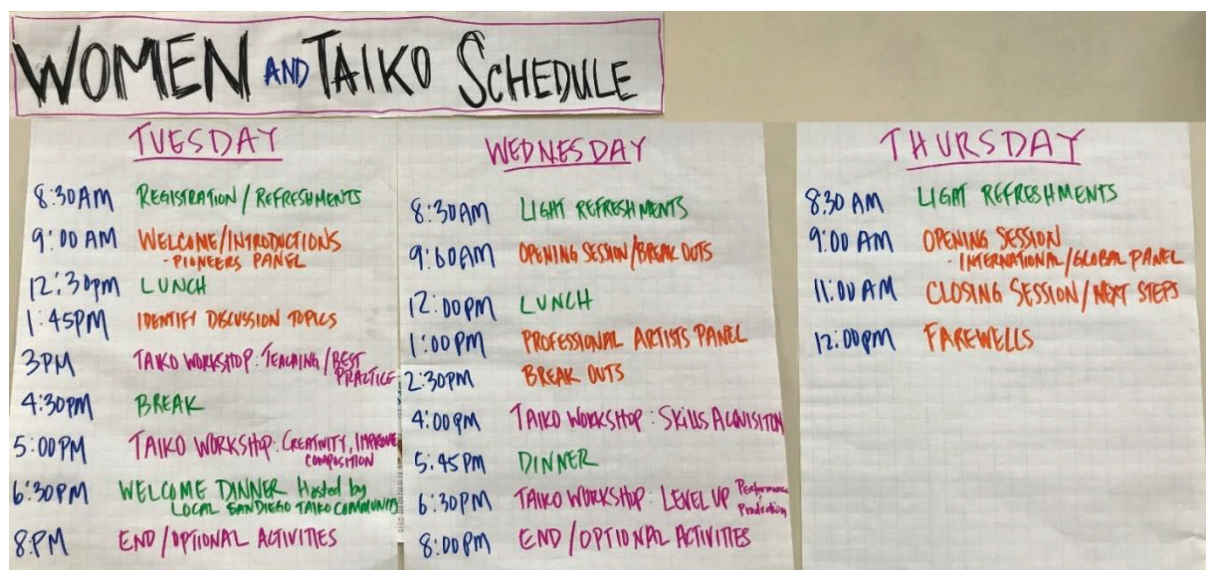 WOMEN AND TAIKO SCHEDULE
TUESDAY
8:30AM REGISTRATION / REFRESHMENTS
9:00 AM WELCOME/INTRODUCTIONS
- PIONEERS PANEL
12:30pm LUNCH
1:45PM IDENTIFY DISCUSSION TOPICS
3PM TAIKO WORKSHOP: TEACHING / BEST
PRACTICE
4:30PM BREAK
5:00PM TAIKO WORKSHOP: CREATIVITY, IMPROVE
COMPOSITION
6:30PM WELCOME DINNER Hosted by
LOCAL SAN DIEGO TAIKO COMMUNITY
8:PM END / OPTIONAL ACTIVITIES
WEDNESDAY
8:30AM LIGHT REFRESHMENTS
9:00AM OPENING SESSION/BREAK OUTS
12:00pm LUNCH
1:00pm PROFESSIONAL ARTISTS PANEL
2:30PM BREAK OUTS
4:00PM TAIKO WORKSHOP: SKILLS ACQUISITON
5:45PM DINNER
6:30PM TAIKO WORKSHOP: LEVEL UP Performance
Production
8:00PM END / OPTIONAL ACTIVITIES
THURSDAY
8:30 AM LIGHT REFRESHMENTS
9:00 AM OPENING SESSION
- INTERNATIONAL/GLOBAL PANEL
11:00 AM CLOSING SESSION / NEXT STEPS
12:00pm FAREWELLS